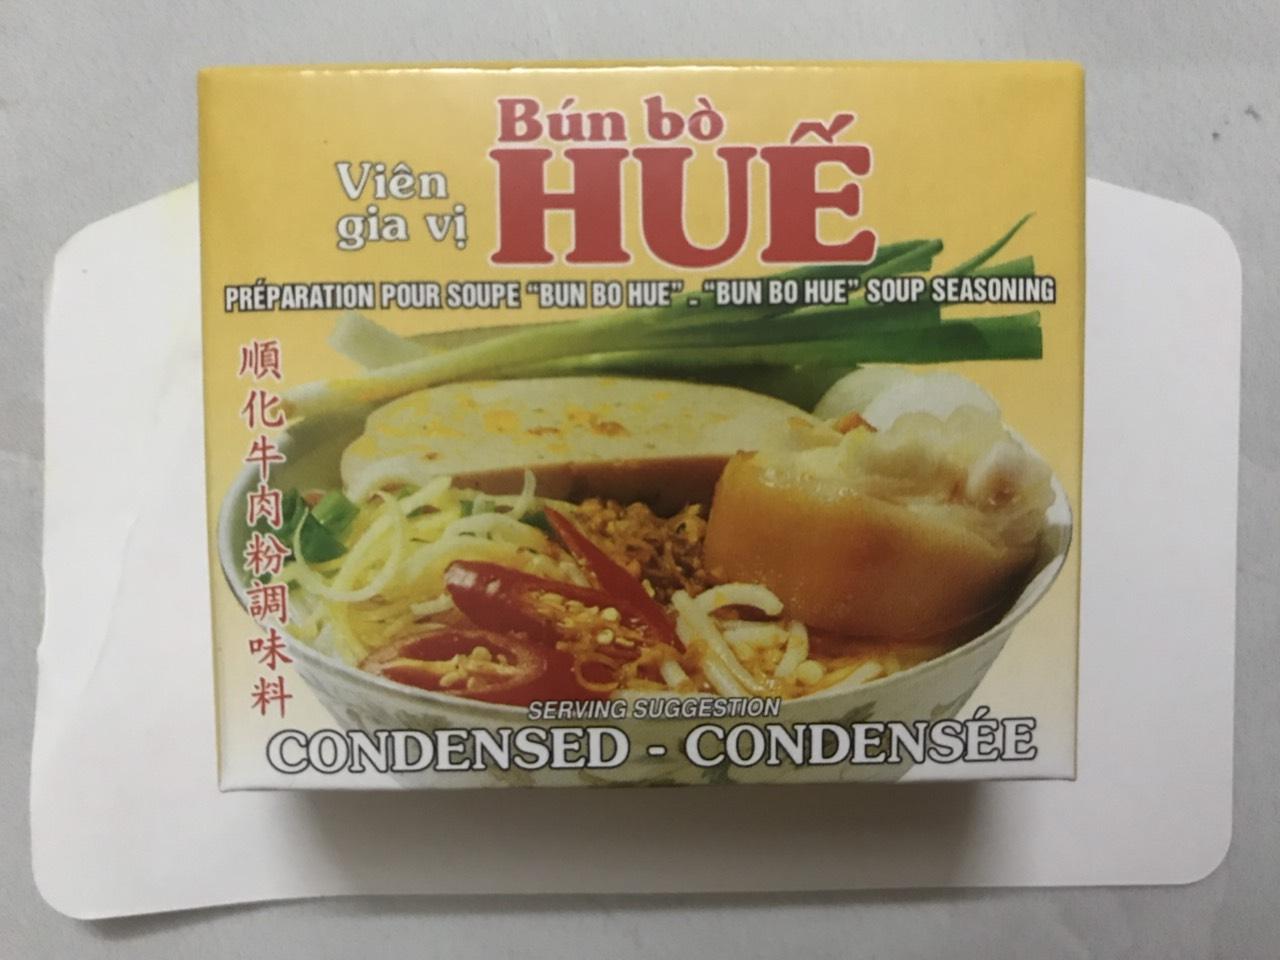 Bún bò
HUẾ
Viên
gia vị
PRÉPARATION POUR SOUPE "BUN BO HUE" - "BUN BO HUE" SOUP SEASONING
順化牛肉粉調味料
SERVING SUGGESTION
CONDENSED - CONDENSÉE